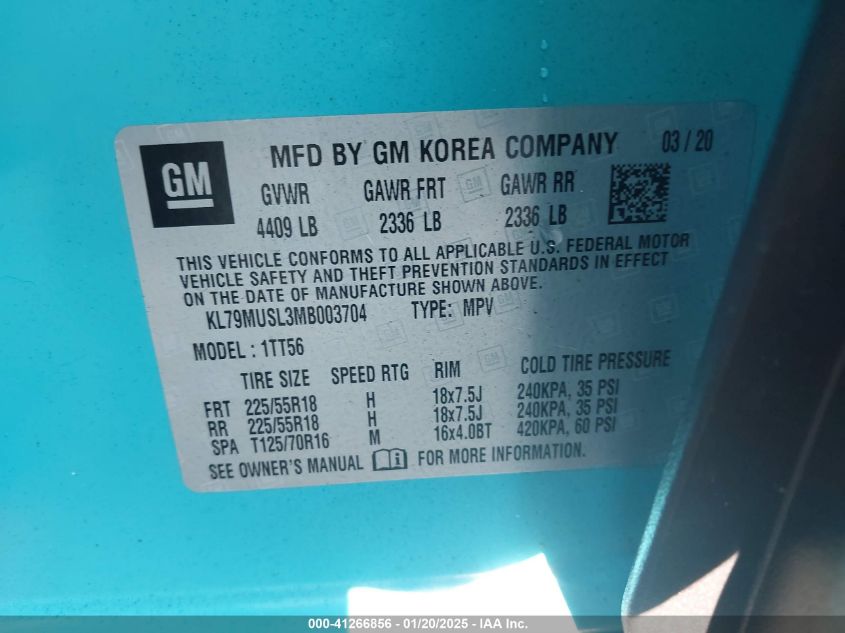 GM
MFD BY GM KOREA COMPANY 03 / 20
GVWR GAWR FRT GAWR RR
4409 LB 2336 LB 2336 LB
THIS VEHICLE CONFORMS TO ALL APPLICABLE U.S. FEDERAL MOTOR
VEHICLE SAFETY AND THEFT PREVENTION STANDARDS IN EFFECT
ON THE DATE OF MANUFACTURE SHOWN ABOVE.
KL79MUSL3MB003704 TYPE: MPV
MODEL : 1TT56
TIRE SIZE SPEED RTG RIM COLD TIRE PRESSURE
FRT 225/55R18 H 18x7.5J 240KPA, 35 PSI
RR 225/55R18 H 18x7.5J 240KPA, 35 PSI
SPA T125/70R16 M 16x4.0BT 420KPA, 60 PSI
SEE OWNER'S MANUAL i FOR MORE INFORMATION.
000-41266856 - 01/20/2025 - IAA Inc.